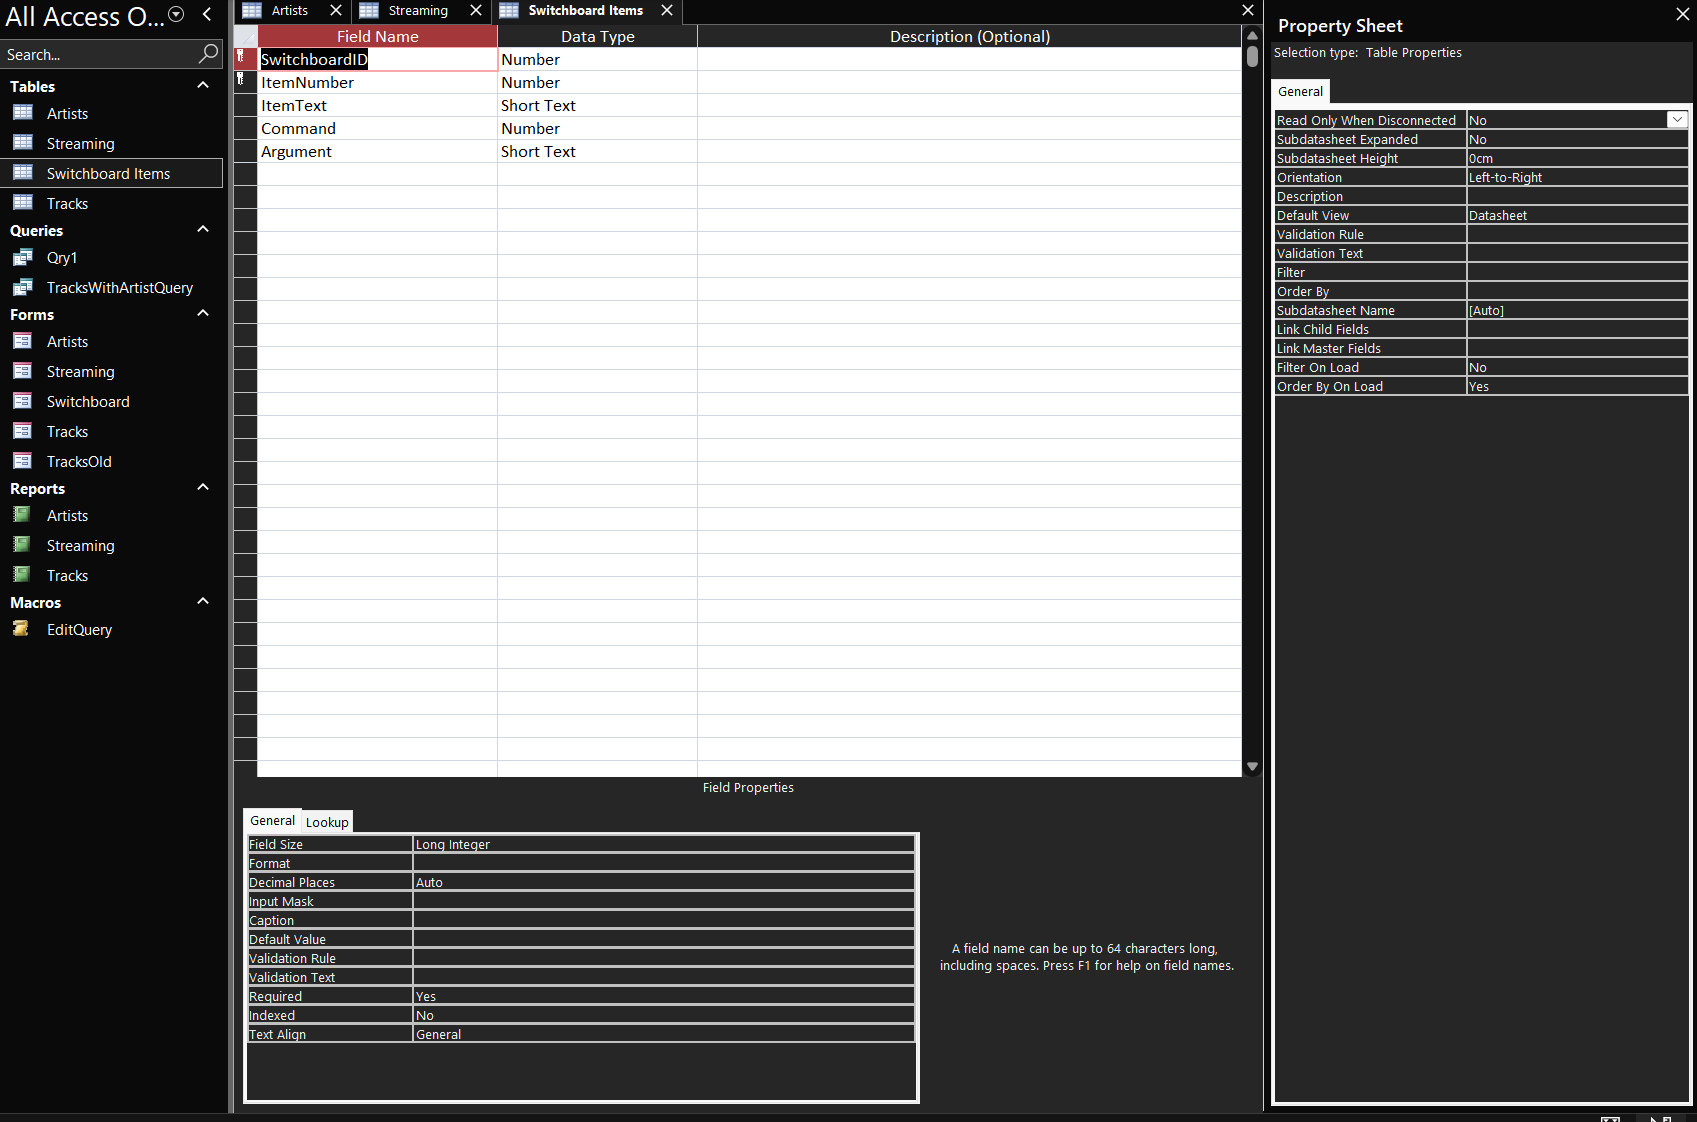 All Access O...
Search...
Tables
Artists
Streaming
Switchboard Items
Tracks
Queries
Qry1
TracksWithArtistQuery
Forms
Artists
Streaming
Switchboard
Tracks
TracksOld
Reports
Artists
Streaming
Tracks
Macros
EditQuery
Artists Streaming Switchboard Items
Field Name Data Type Description (Optional)
SwitchboardID Number
ItemNumber Number
ItemText Short Text
Command Number
Argument Short Text
Field Properties
General Lookup
Field Size Long Integer
Format
Decimal Places Auto
Input Mask
Caption
Default Value
Validation Rule
Validation Text
Required Yes
Indexed No
Text Align General
A field name can be up to 64 characters long,
including spaces. Press F1 for help on field names.
Property Sheet
Selection type: Table Properties
General
Read Only When Disconnected No
Subdatasheet Expanded No
Subdatasheet Height 0cm
Orientation Left-to-Right
Description
Default View Datasheet
Validation Rule
Validation Text
Filter
Order By
Subdatasheet Name [Auto]
Link Child Fields
Link Master Fields
Filter On Load No
Order By On Load Yes